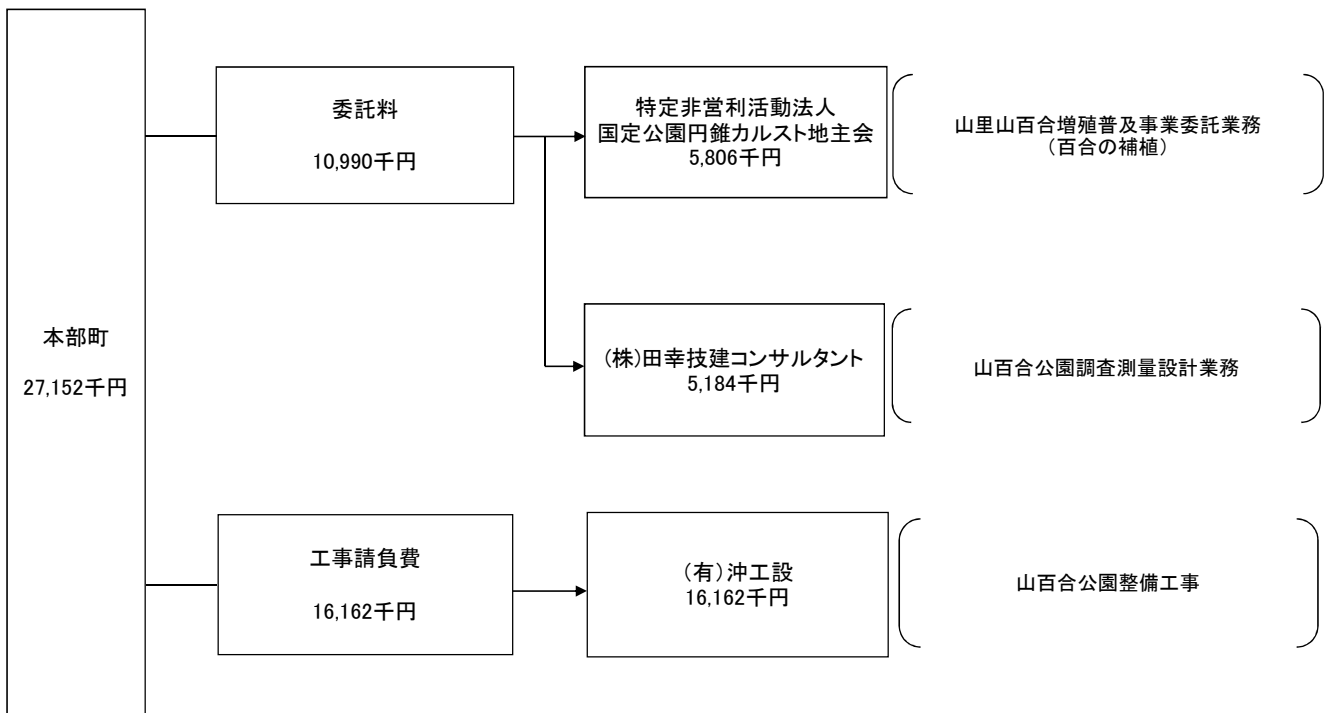 本部町
27,152千円
委託料
10,990千円
特定非営利活動法人
国定公園円錐カルスト地主会
5,806千円
山里山百合増殖普及事業委託業務
(百合の補植)
(株)田幸技建コンサルタント
5,184千円
山百合公園調査測量設計業務
工事請負費
16,162千円
(有)沖工設
16,162千円
山百合公園整備工事